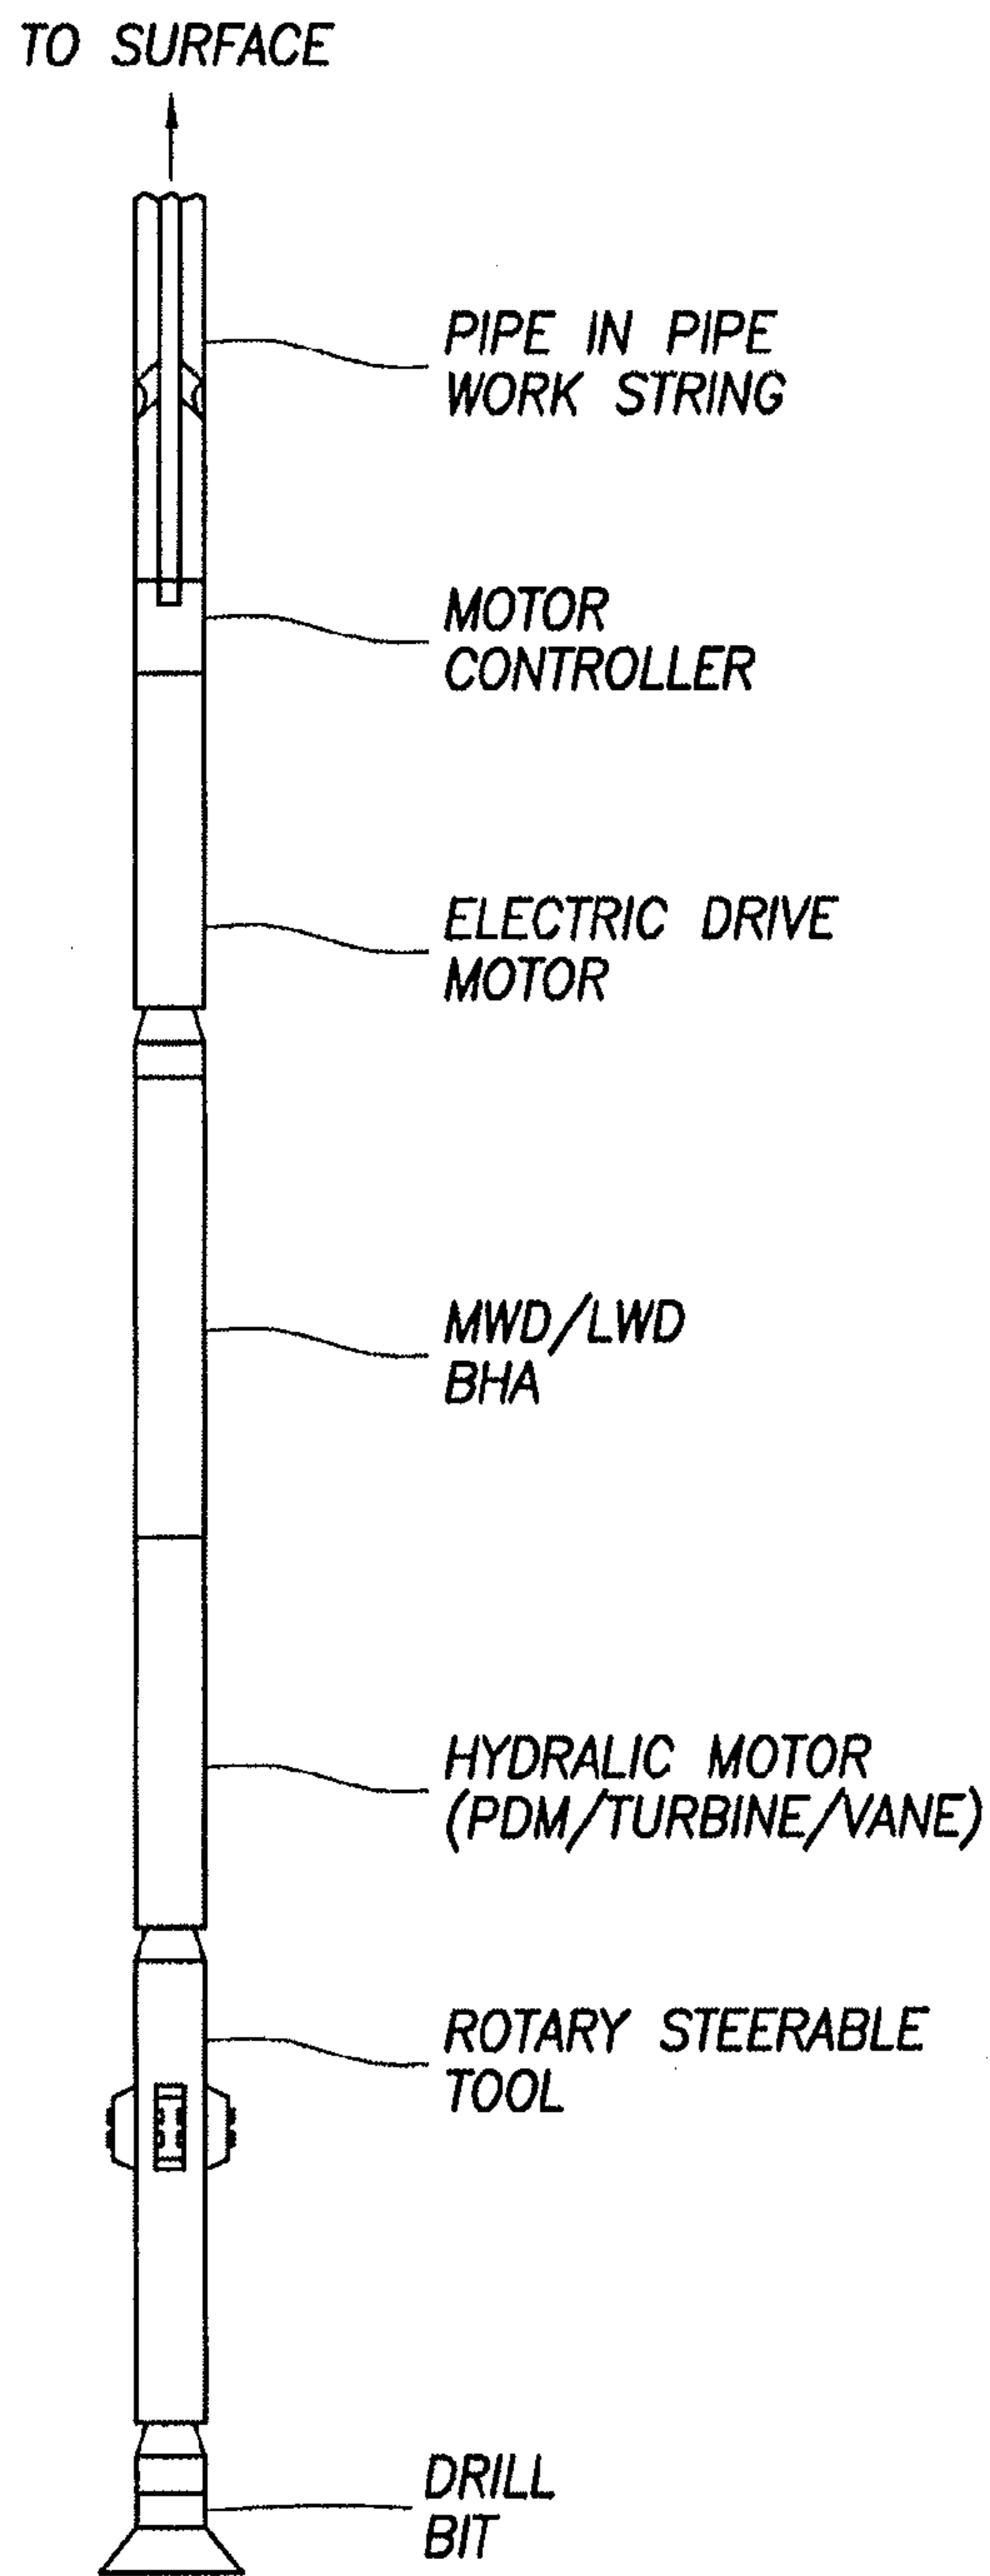 TO SURFACE
PIPE IN PIPE
WORK STRING
MOTOR
CONTROLLER
ELECTRIC DRIVE
MOTOR
MWD/LWD
BHA
HYDRALIC MOTOR
(PDM/TURBINE/VANE)
ROTARY STEERABLE
TOOL
DRILL
BIT